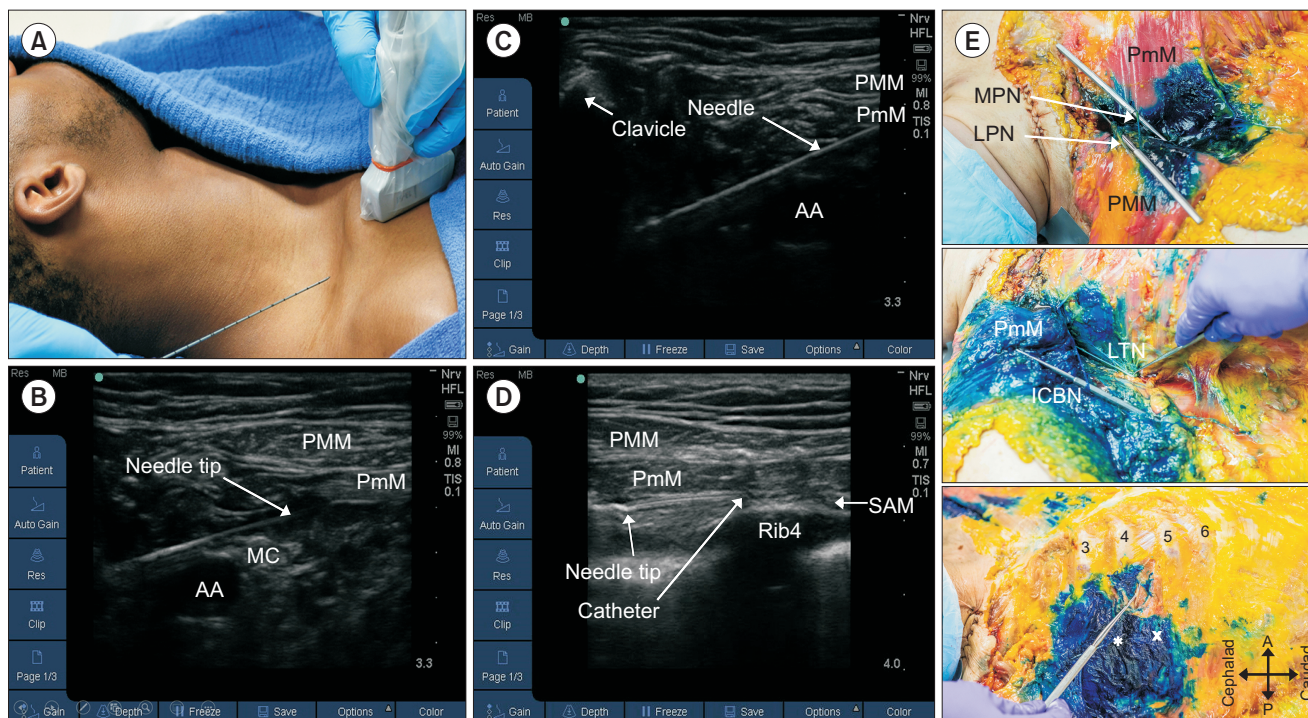 A
C
Res MB
Nrv
HFL
99%
MI
0.8
TIS
0.1
Patient
Auto Gain
Res
Clip
Page 1/3
Gain
Depth
Freeze
Save
Options
Color
Clavicle
Needle
PMM
PmM
AA
3.3
B
Res MB
Nrv
HFL
99%
MI
0.8
TIS
0.1
Patient
Auto Gain
Res
Clip
Page 1/3
Gain
Depth
Freeze
Save
Options
Color
PMM
Needle tip
PmM
MC
AA
3.3
D
Res MB
Nrv
HFL
99%
MI
0.7
TIS
0.1
Patient
Auto Gain
Res
Clip
Page 1/3
Gain
Depth
Freeze
Save
Options
Color
PMM
PmM
SAM
Rib4
Needle tip
Catheter
4.0
E
PmM
MPN
LPN
PMM
PmM
LTN
ICBN
3 4 5 6
* x
A
Cephalad
Caudad
P